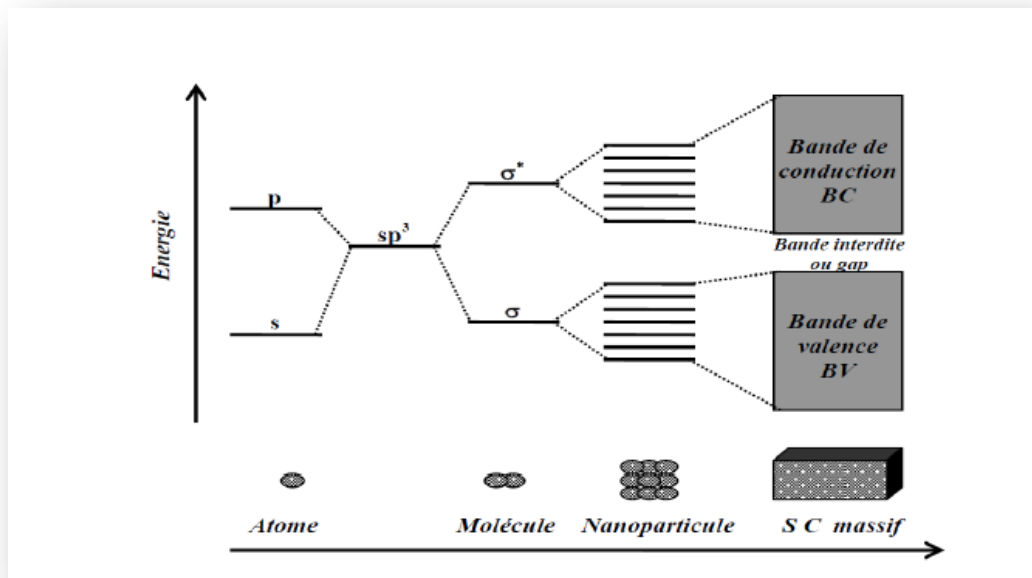 Energie
p
s
sp³
σ*
σ
Bande de
conduction
BC
Bande interdite
ou gap
Bande de
valence
BV
Atome
Molécule
Nanoparticule
S C massif